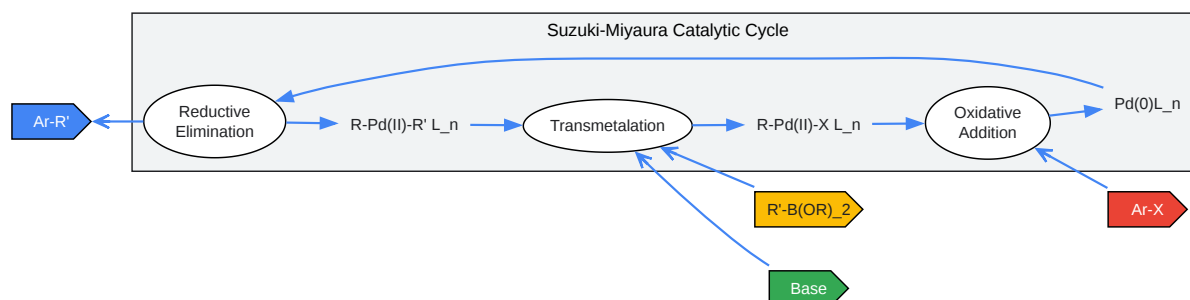 Suzuki-Miyaura Catalytic Cycle
Ar-R'
Reductive
Elimination
R-Pd(II)-R' L_n
Transmetalation
R-Pd(II)-X L_n
Oxidative
Addition
Pd(0)L_n
R'-B(OR)_2
Ar-X
Base